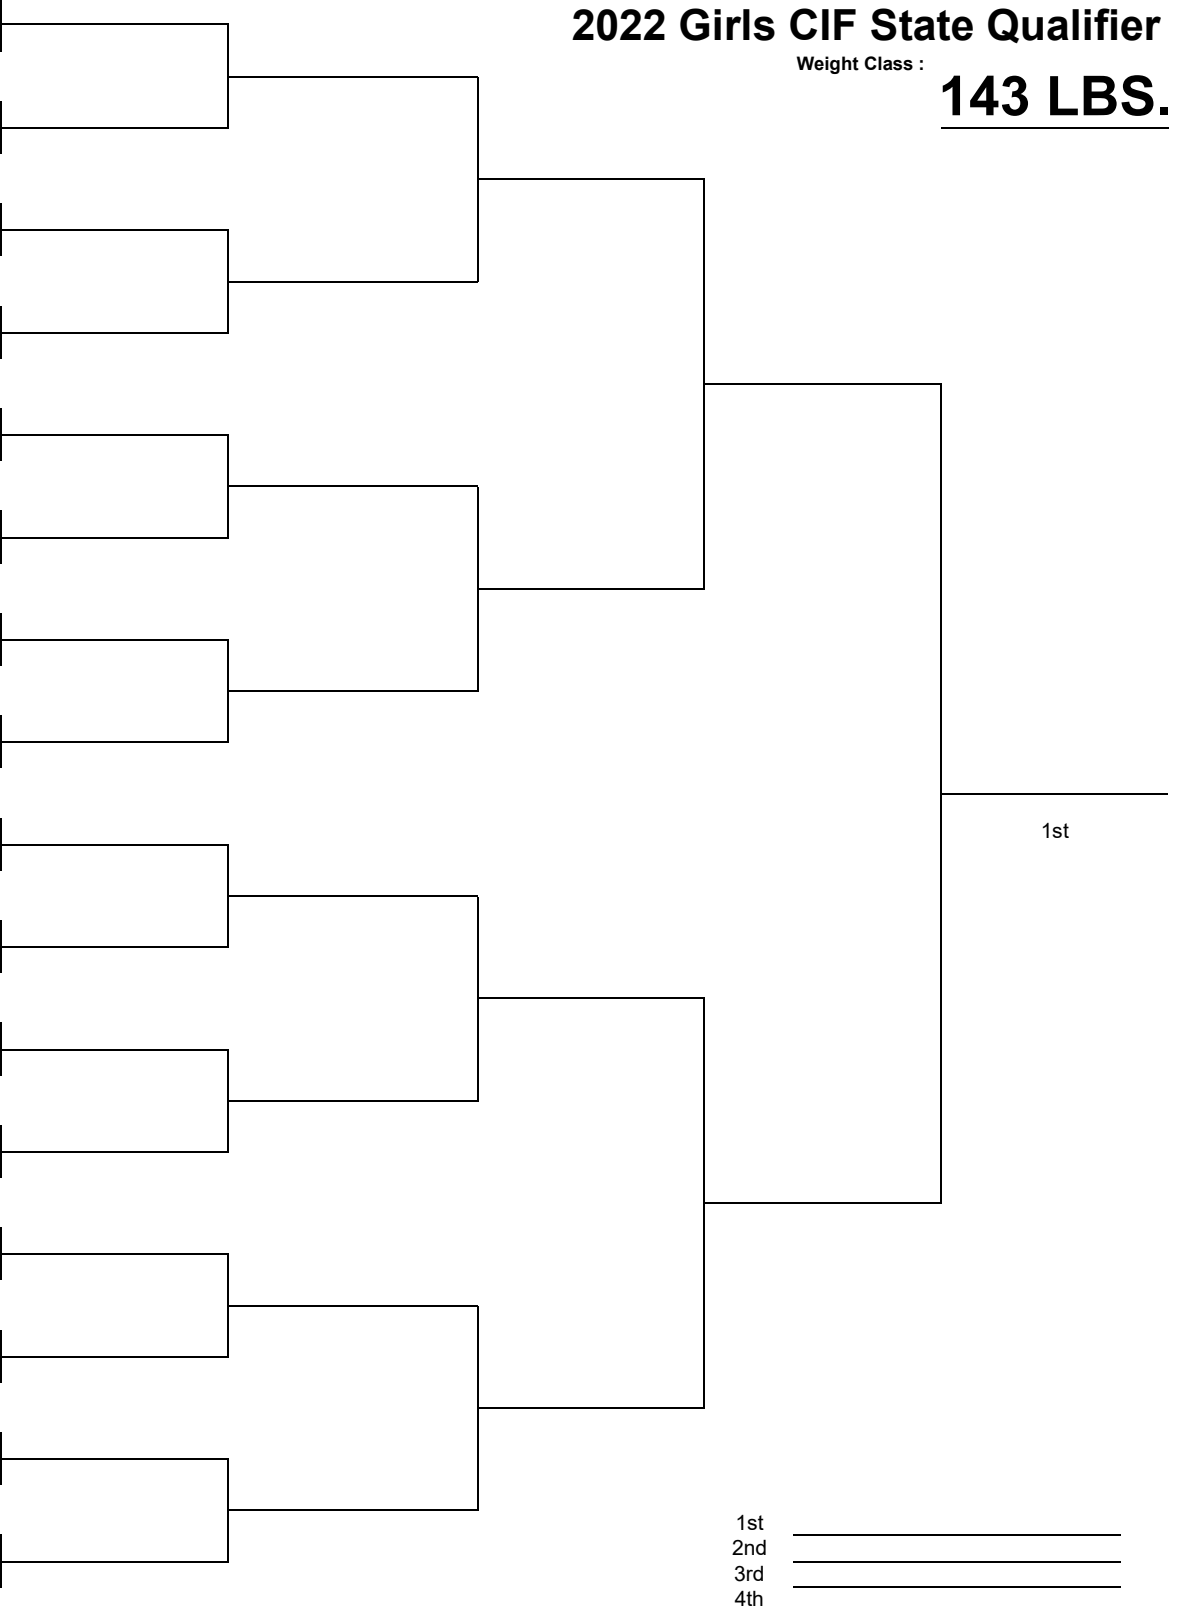 2022 Girls CIF State Qualifier
Weight Class :
143 LBS.
1st
1st
2nd
3rd
4th